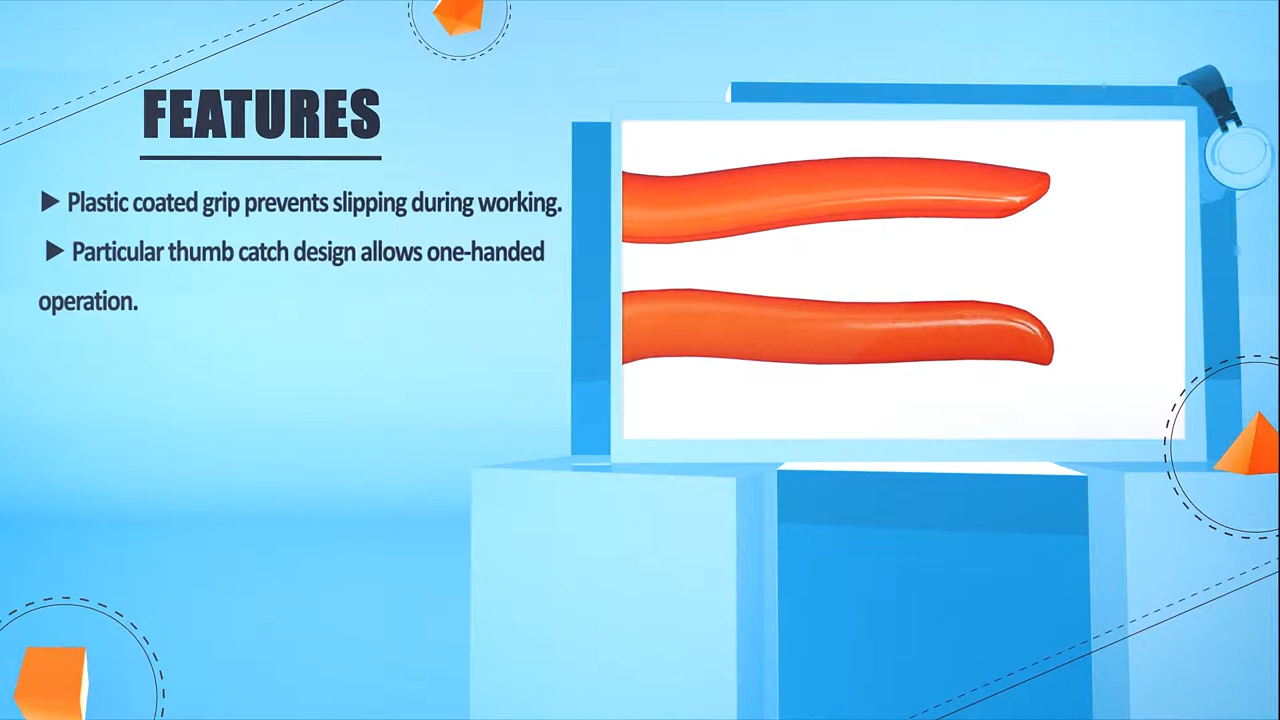 FEATURES
▶ Plastic coated grip prevents slipping during working.
▶ Particular thumb catch design allows one-handed
operation.